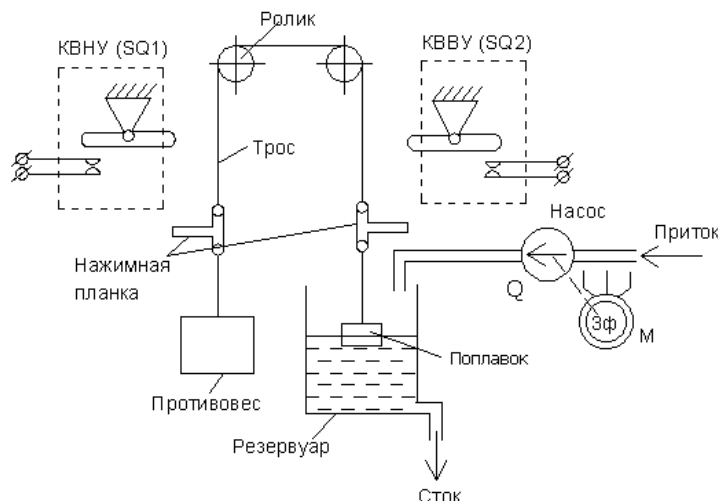 Ролик
КВНУ (SQ1)
КВВУ (SQ2)
Трос
Насос
Приток
Нажимная
планка
Q
3ф
М
Поплавок
Противовес
Резервуар
Сток